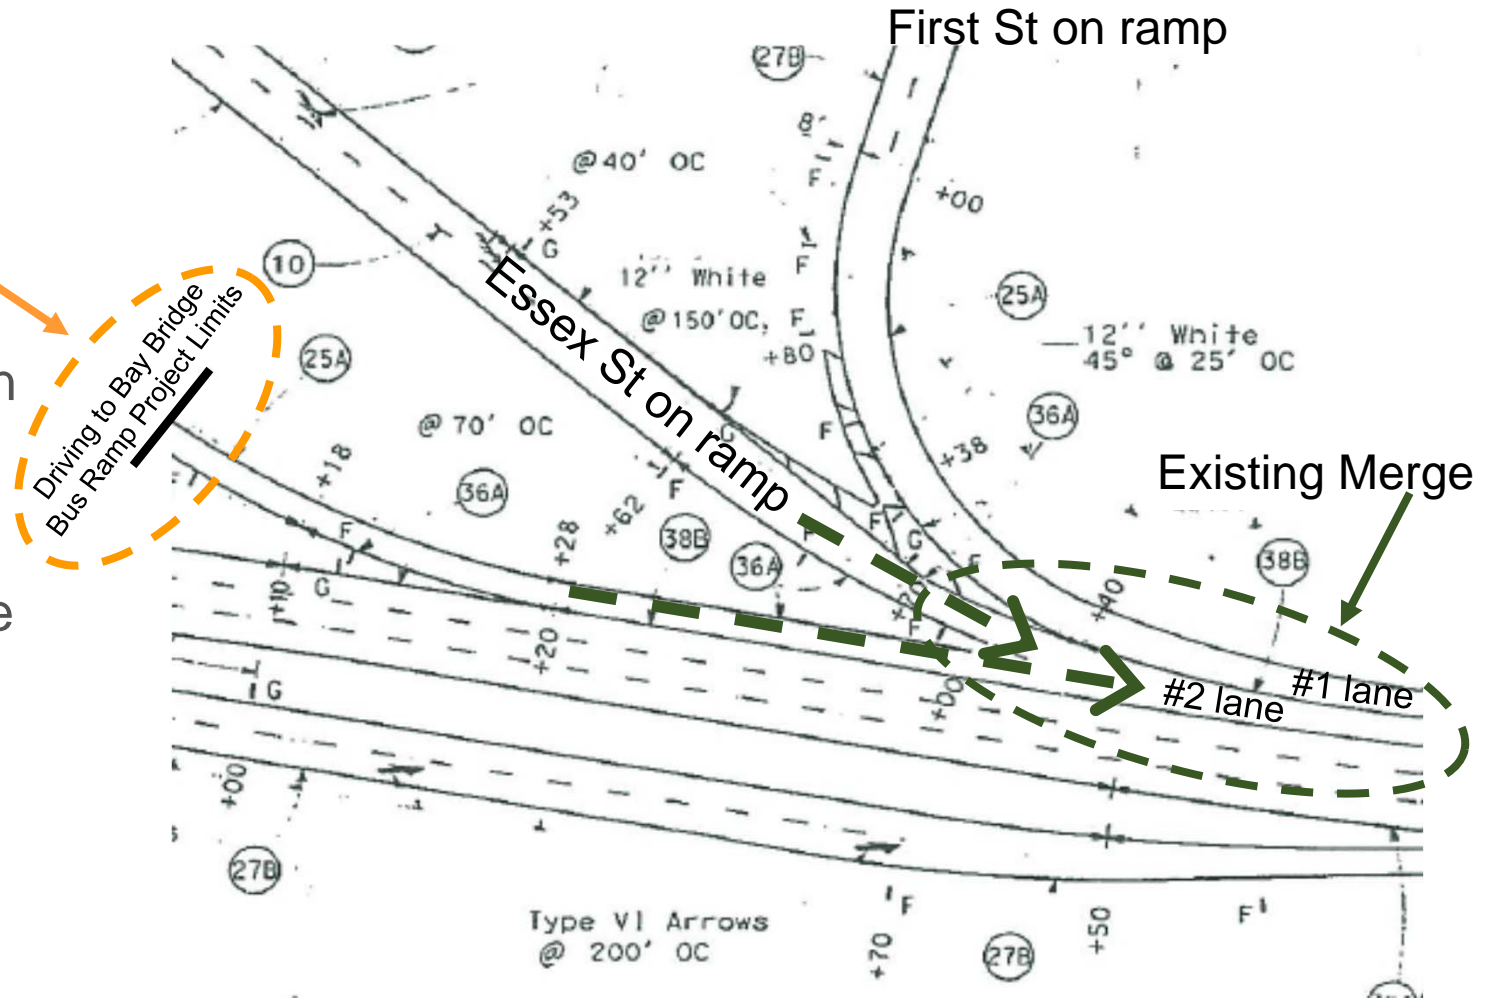 First St on ramp
27B
8'
F
@40' OC
+53
+00
G
F
10
12'' White
@150'OC, F
+80
25A
12'' White
45° @ 25' OC
Driving to Bay Bridge
Bus Ramp Project Limits
25A
n
Essex St on ramp
@ 70' OC
G
F
36A
+38
+18
36A
F
Existing Merge
+62
F
F
+28
38B
36A
F
G
F
38B
F
e
+10
G
+40
F
+20
G
+00
#2 lane
#1 lane
+00
27B
Type VI Arrows
@ 200' OC
F
+70
27B
+50
F